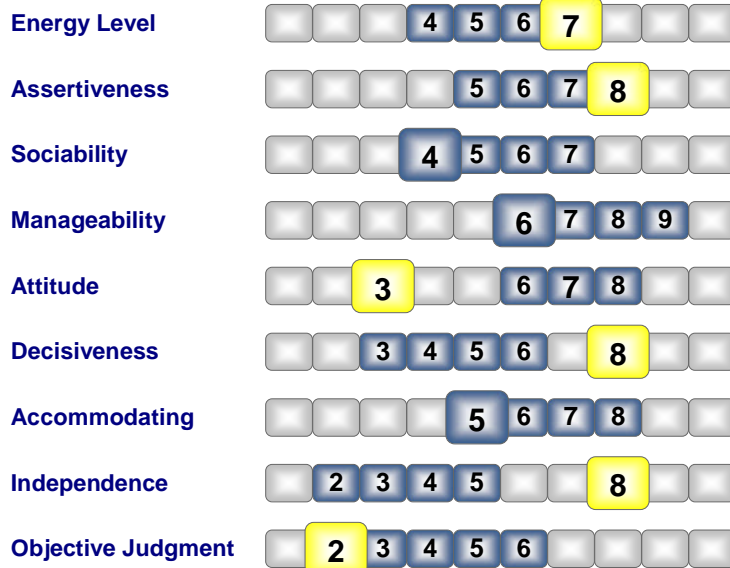 Energy Level 4 5 6 7
Assertiveness 5 6 7 8
Sociability 4 5 6 7
Manageability 6 7 8 9
Attitude 3 6 7 8
Decisiveness 3 4 5 6 8
Accommodating 5 6 7 8
Independence 2 3 4 5 8
Objective Judgment 2 3 4 5 6